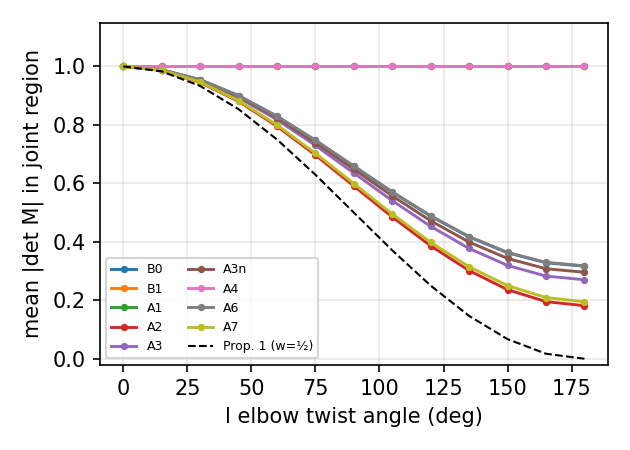 mean |det M| in joint region
1.0
0.8
0.6
0.4
0.2
0.0
B0
B1
A1
A2
A3
A3n
A4
A6
A7
Prop. 1 (w=½)
0 25 50 75 100 125 150 175
l elbow twist angle (deg)